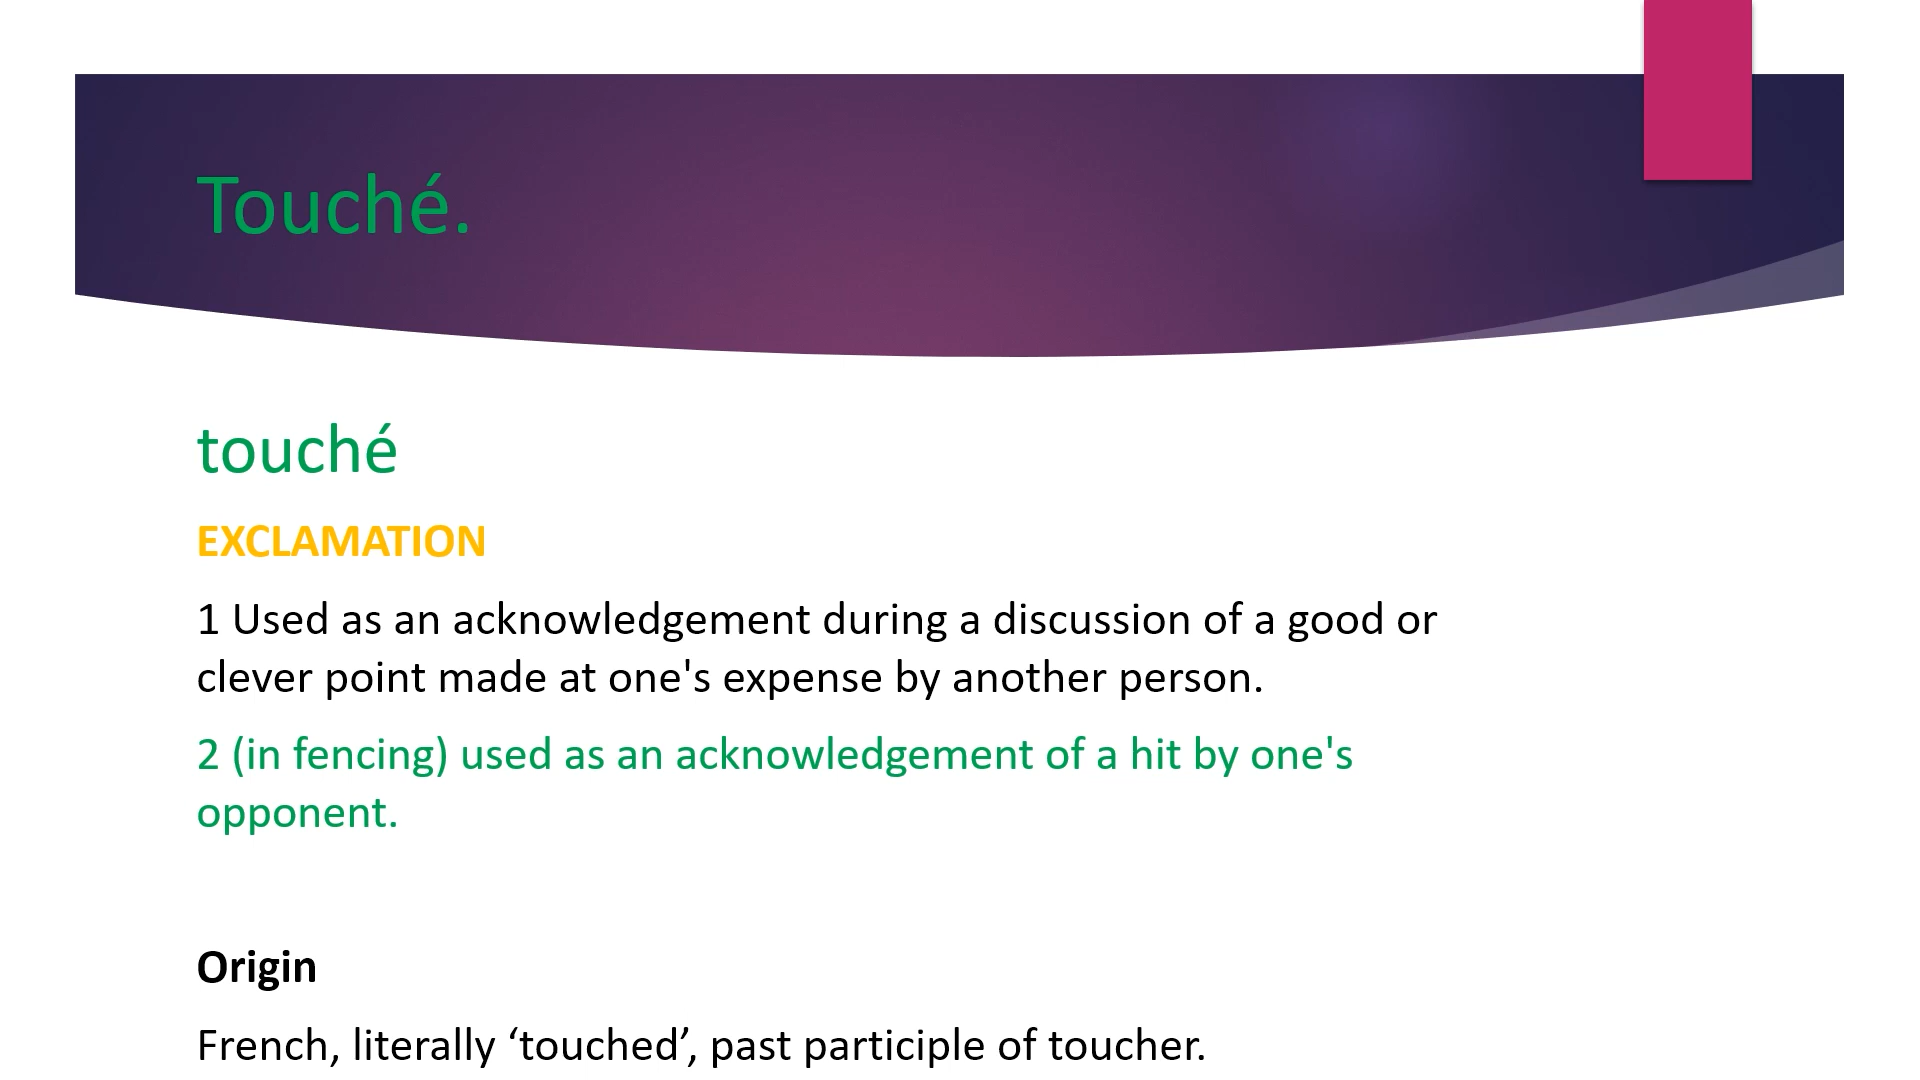 Touché.
touché
EXCLAMATION
1 Used as an acknowledgement during a discussion of a good or
clever point made at one's expense by another person.
2 (in fencing) used as an acknowledgement of a hit by one's
opponent.
Origin
French, literally ‘touched’, past participle of toucher.